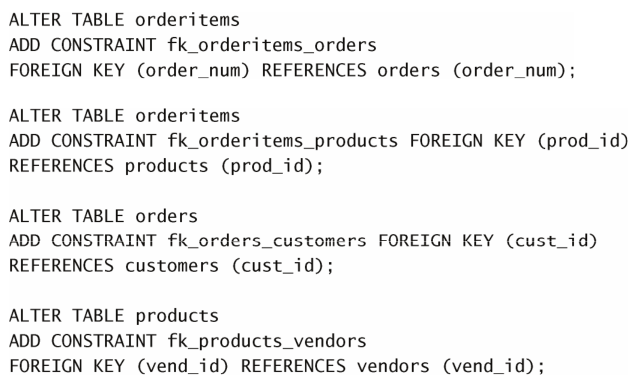 ALTER TABLE orderitems
ADD CONSTRAINT fk_orderitems_orders
FOREIGN KEY (order_num) REFERENCES orders (order_num);
ALTER TABLE orderitems
ADD CONSTRAINT fk_orderitems_products FOREIGN KEY (prod_id)
REFERENCES products (prod_id);
ALTER TABLE orders
ADD CONSTRAINT fk_orders_customers FOREIGN KEY (cust_id)
REFERENCES customers (cust_id);
ALTER TABLE products
ADD CONSTRAINT fk_products_vendors
FOREIGN KEY (vend_id) REFERENCES vendors (vend_id);